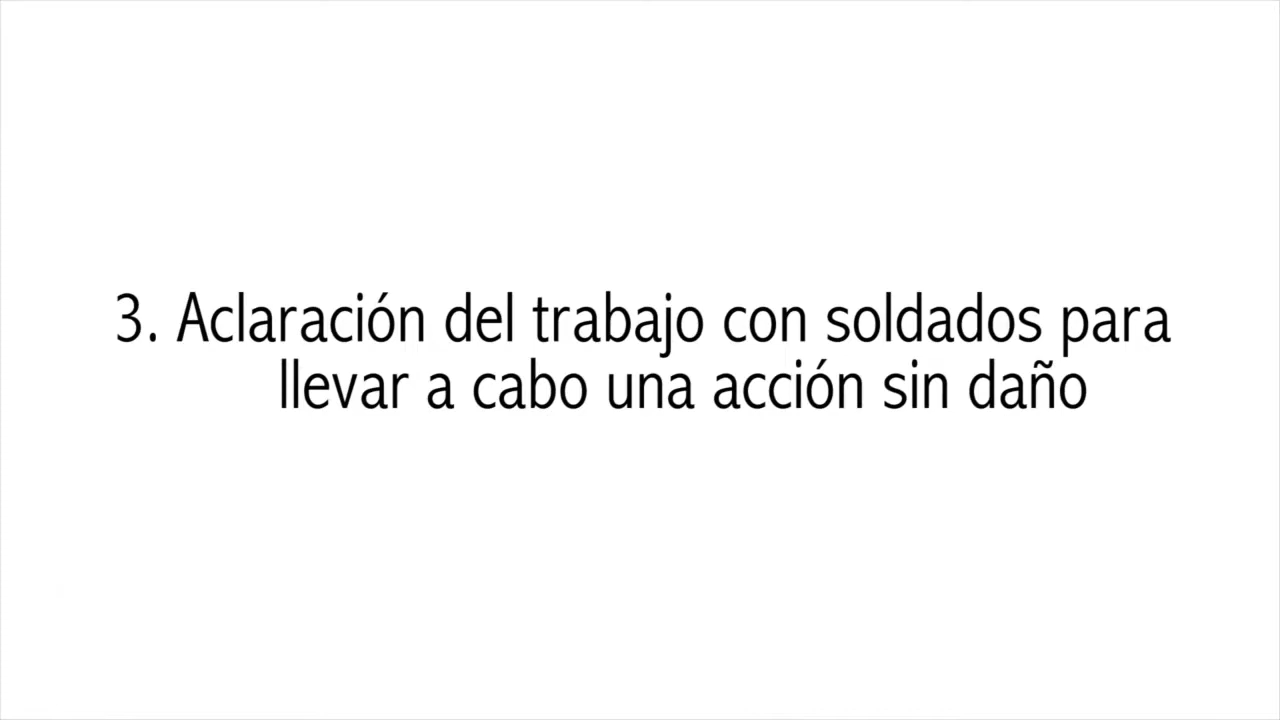 3. Aclaración del trabajo con soldados para
llevar a cabo una acción sin daño